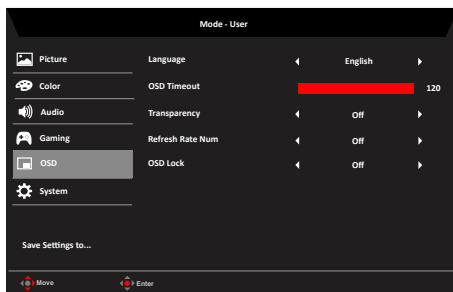 Mode - User
Picture
Color
Audio
Gaming
OSD
System
Save Settings to...
Language English
OSD Timeout 120
Transparency Off
Refresh Rate Num Off
OSD Lock Off
Move Enter